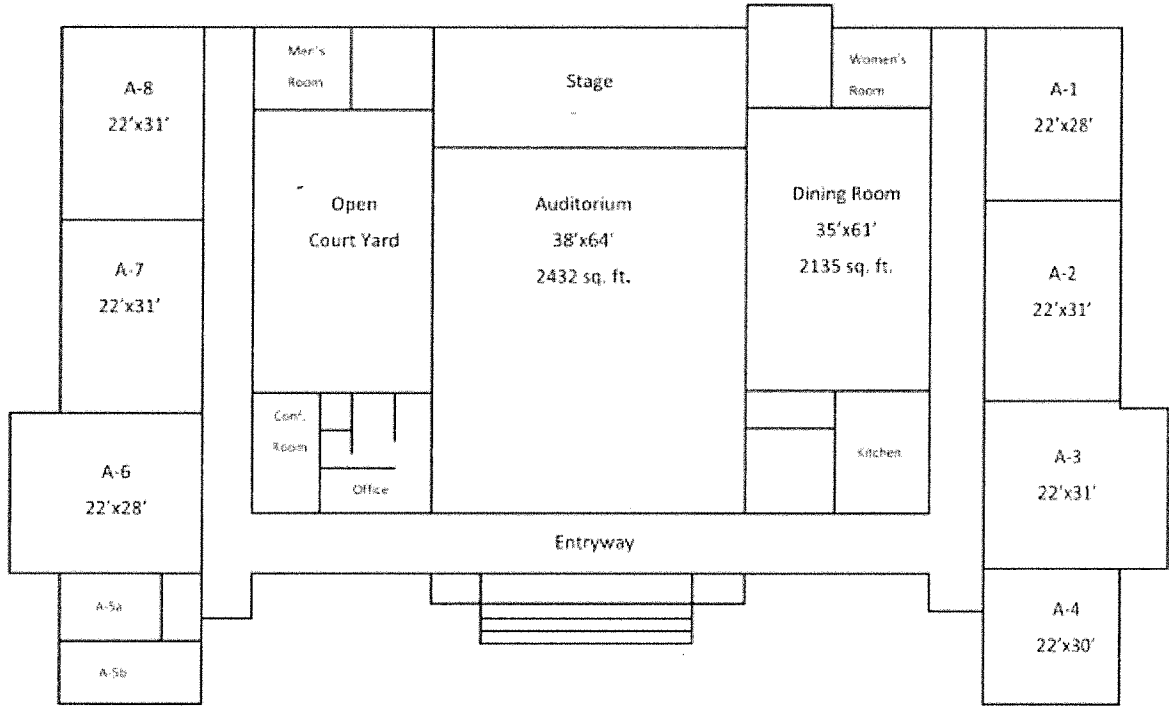 A-8
22'x31'
A-7
22'x31'
A-6
22'x28'
A-5a
A-5b
Men's
Room
Open
Court Yard
Conf.
Room
Office
Stage
Auditorium
38'x64'
2432 sq. ft.
Entryway
Women's
Room
Dining Room
35'x61'
2135 sq. ft.
Kitchen
A-1
22'x28'
A-2
22'x31'
A-3
22'x31'
A-4
22'x30'